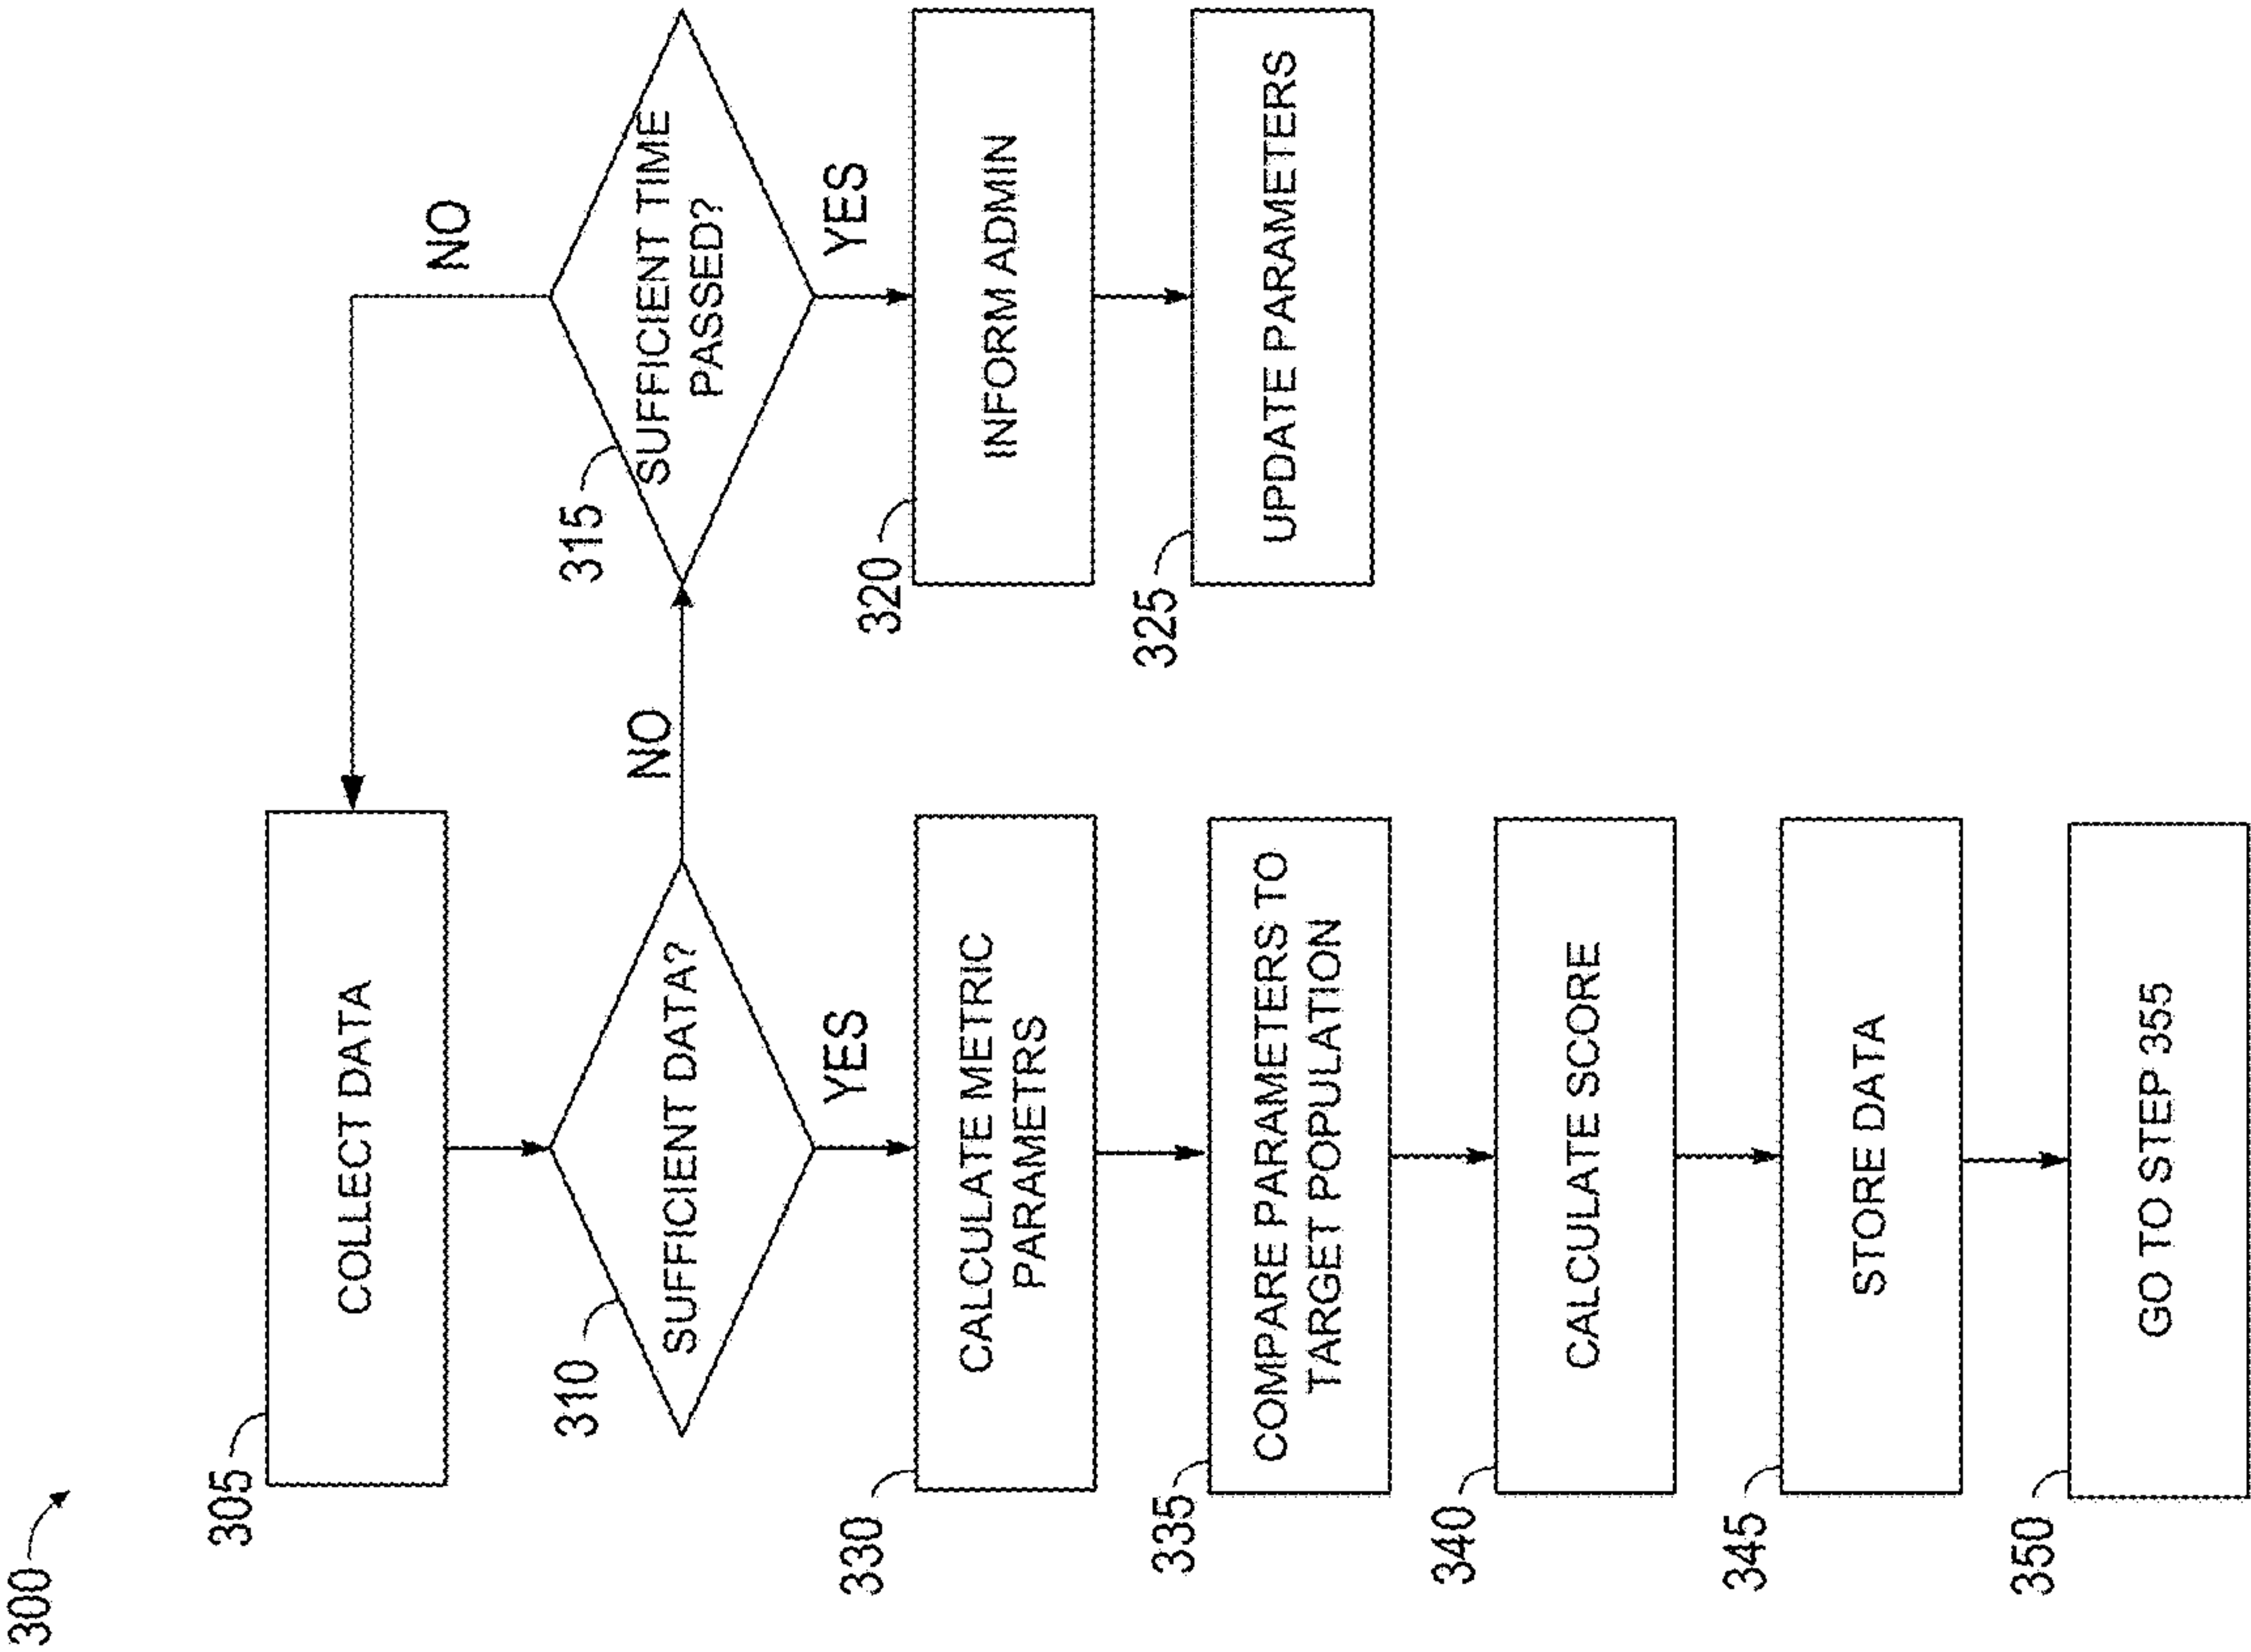 300
305
COLLECT DATA
310
SUFFICIENT DATA?
NO
315
SUFFICIENT TIME
PASSED?
NO
YES
320
INFORM ADMIN
325
UPDATE PARAMETERS
YES
330
CALCULATE METRIC
PARAMETRS
335
COMPARE PARAMETERS TO
TARGET POPULATION
340
CALCULATE SCORE
345
STORE DATA
350
GO TO STEP 355